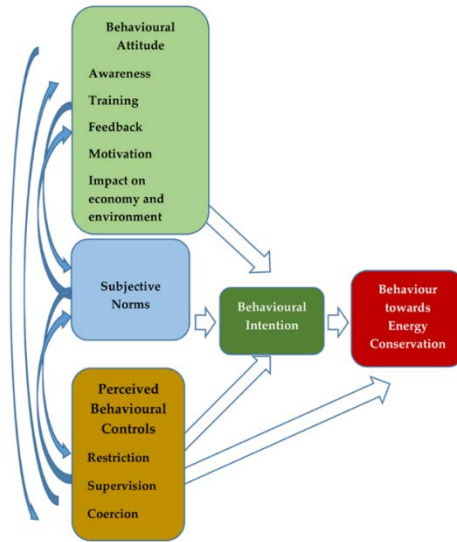 Behavioural
Attitude
Awareness
Training
Feedback
Motivation
Impact on
economy and
environment
Subjective
Norms
Behavioural
Intention
Behaviour
towards
Energy
Conservation
Perceived
Behavioural
Controls
Restriction
Supervision
Coercion